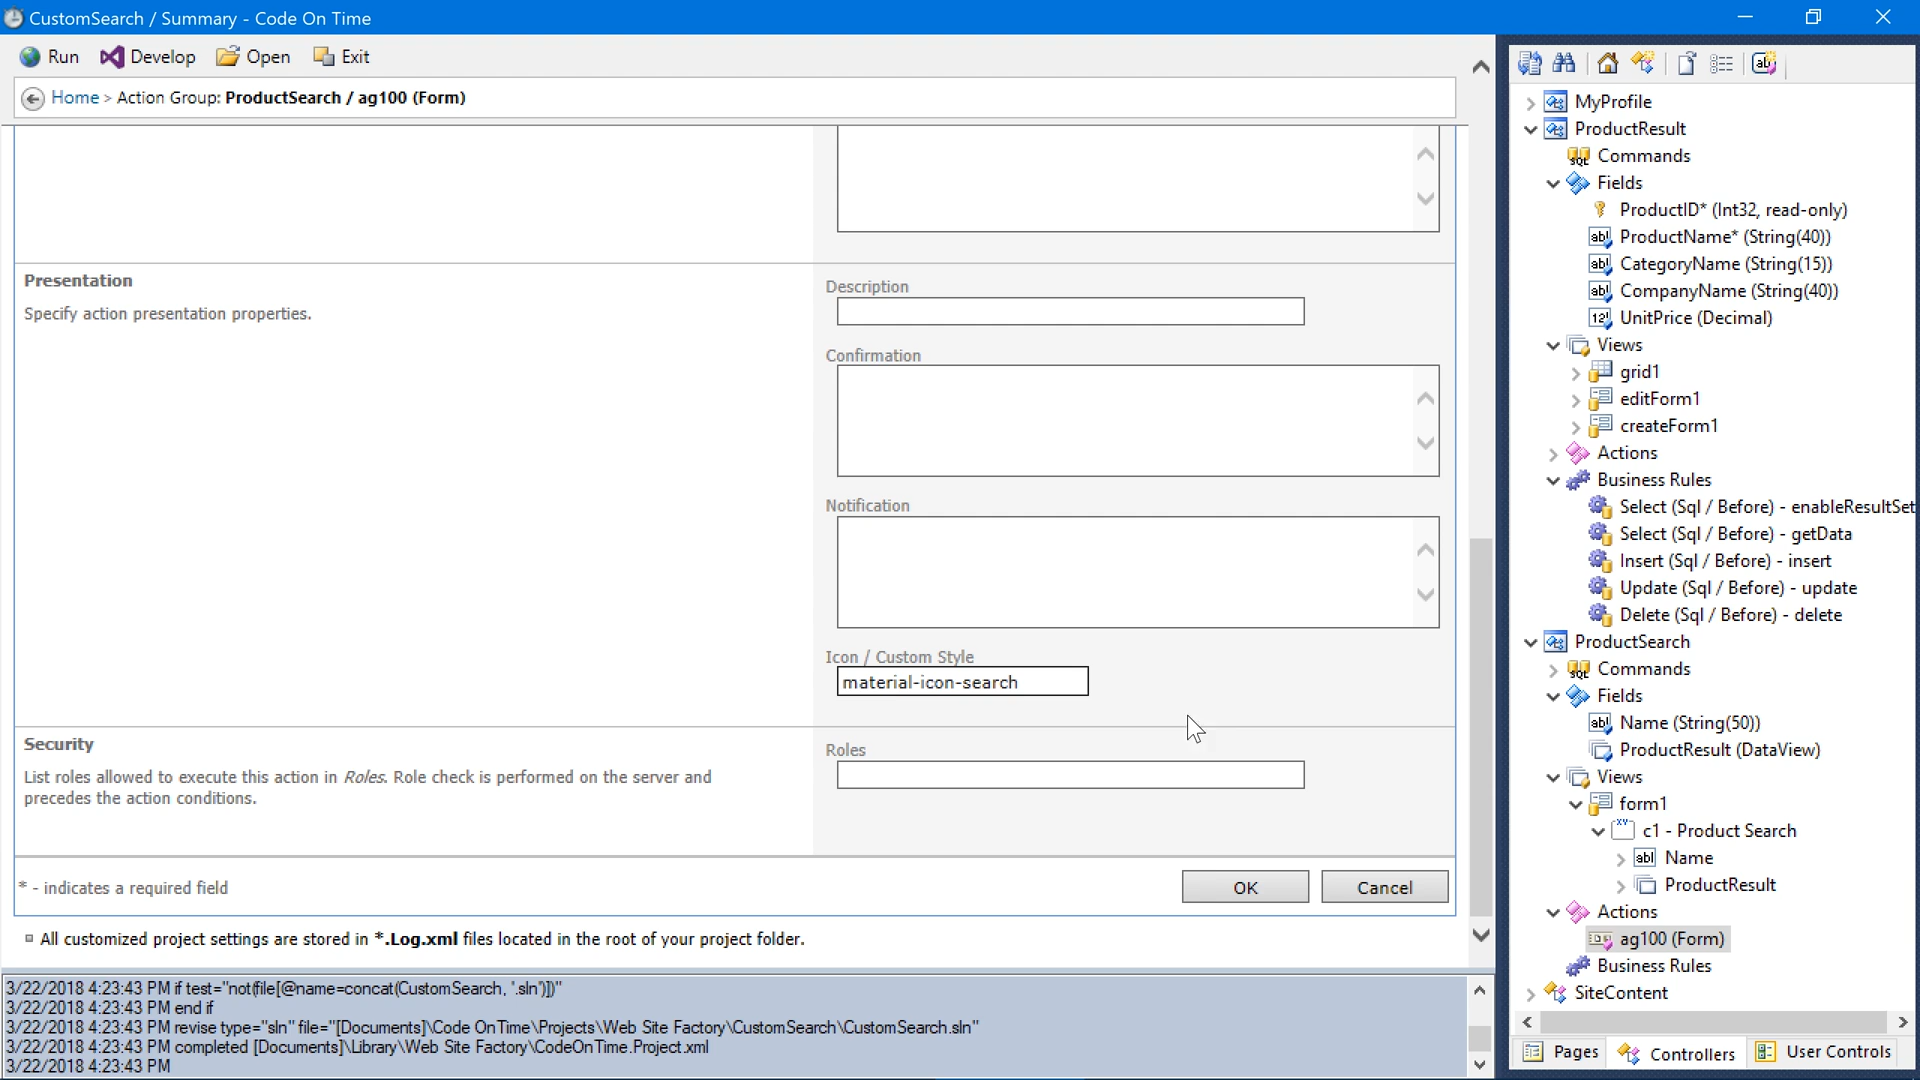 CustomSearch / Summary - Code On Time
Run Develop Open Exit
Home > Action Group: ProductSearch / ag100 (Form)
Presentation
Specify action presentation properties.
Description
Confirmation
Notification
Icon / Custom Style
material-icon-search
Security
List roles allowed to execute this action in Roles. Role check is performed on the server and
precedes the action conditions.
Roles
* - indicates a required field
OK Cancel
All customized project settings are stored in *.Log.xml files located in the root of your project folder.
3/22/2018 4:23:43 PM if test="not(file[@name=concat(CustomSearch, '.sln')])"
3/22/2018 4:23:43 PM end if
3/22/2018 4:23:43 PM revise type="sln" file="[Documents]\Code OnTime\Projects\Web Site Factory\CustomSearch\CustomSearch.sln"
3/22/2018 4:23:43 PM completed [Documents]\Library\Web Site Factory\CodeOnTime.Project.xml
3/22/2018 4:23:43 PM
MyProfile
ProductResult
Commands
Fields
ProductID* (Int32, read-only)
ProductName* (String(40))
CategoryName (String(15))
CompanyName (String(40))
UnitPrice (Decimal)
Views
grid1
editForm1
createForm1
Actions
Business Rules
Select (Sql / Before) - enableResultSet
Select (Sql / Before) - getData
Insert (Sql / Before) - insert
Update (Sql / Before) - update
Delete (Sql / Before) - delete
ProductSearch
Commands
Fields
Name (String(50))
ProductResult (DataView)
Views
form1
c1 - Product Search
Name
ProductResult
Actions
ag100 (Form)
Business Rules
SiteContent
Pages Controllers User Controls